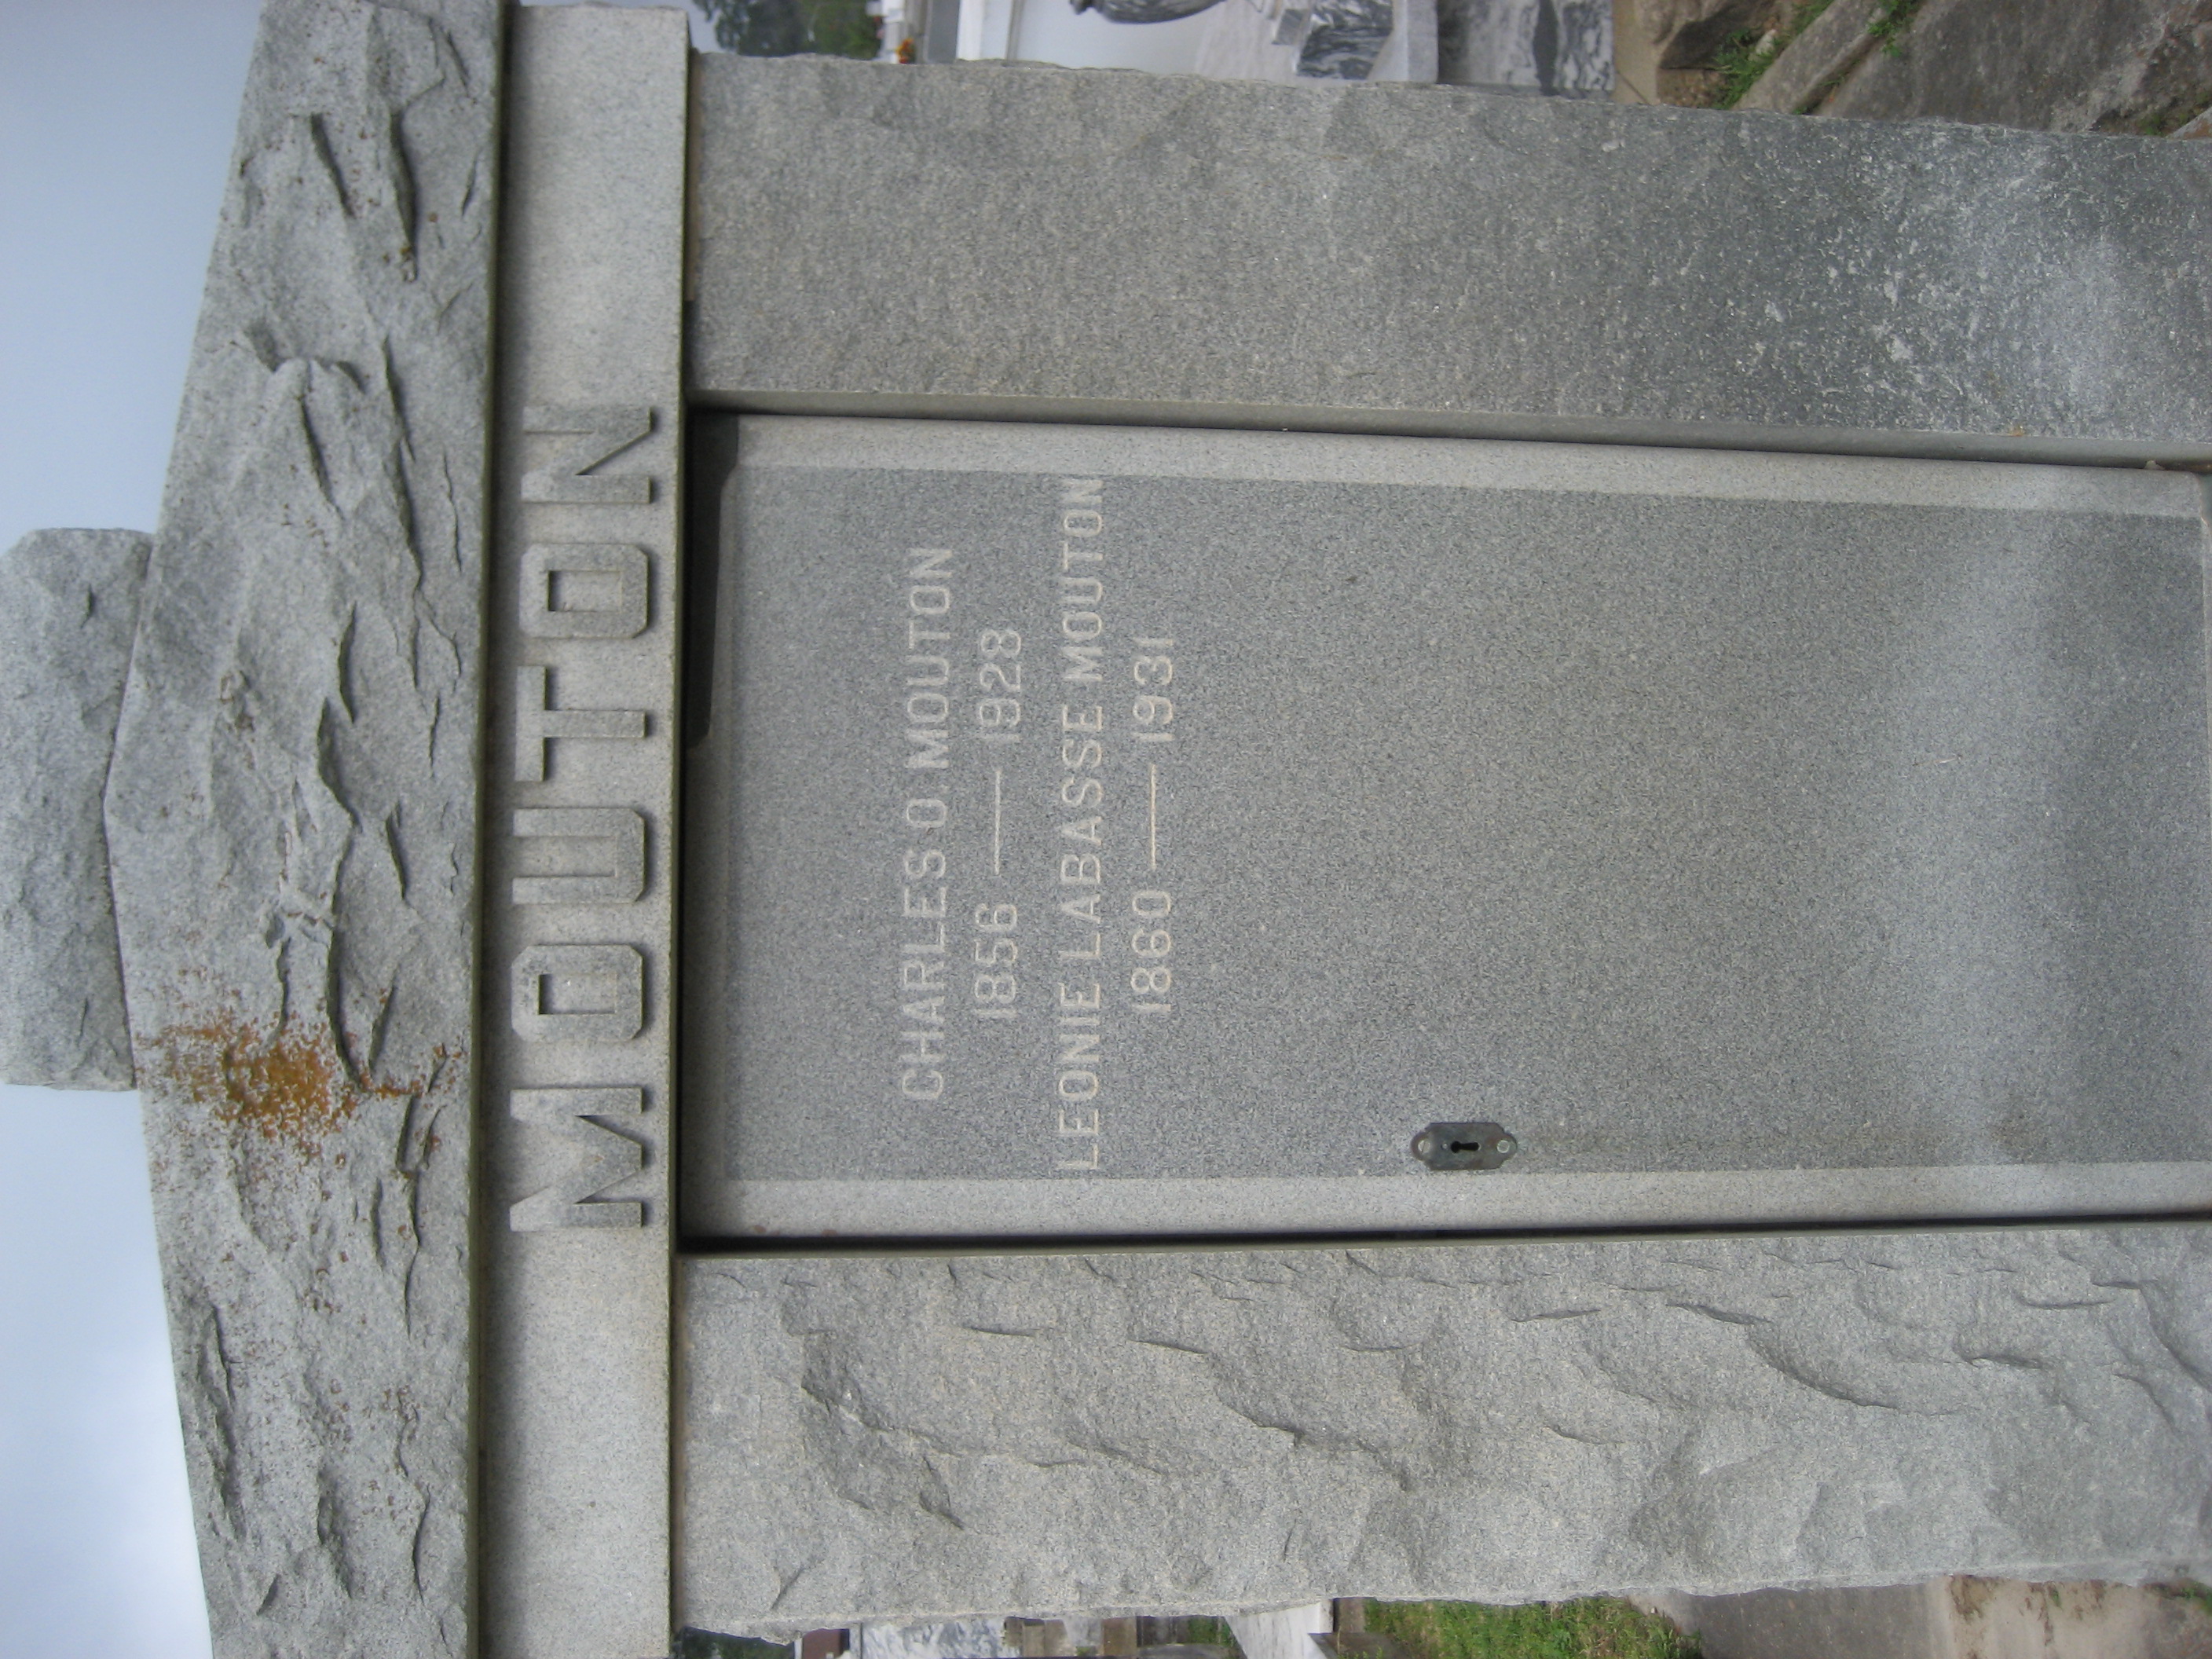 MOUTON
CHARLES O. MOUTON
1856 — 1928
LEONIE LABASSE MOUTON
1860 — 1931